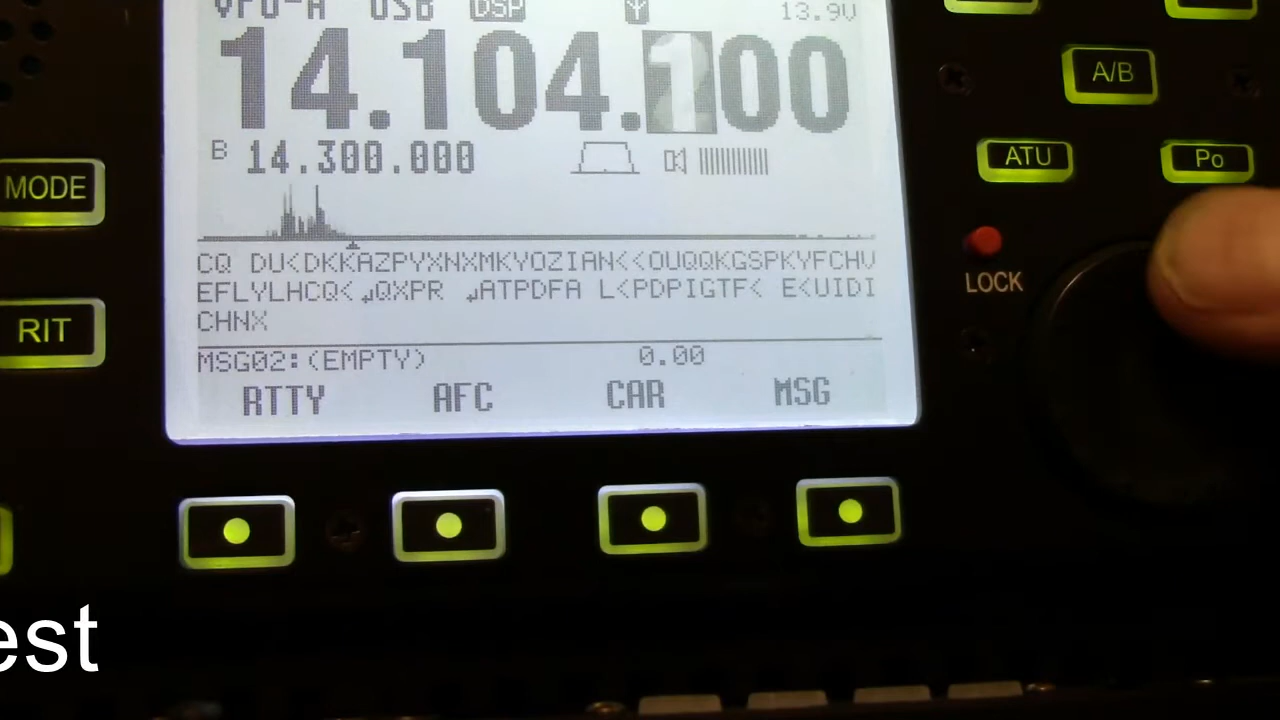 VFO-A USB DSP 13.9V
A/B
14.104.100
B 14.300.000
ATU Po
MODE
CQ DU<DKKAZPYXNXMKYOZIAN<<OUQQKGSPKYFCHV
EFLYLHCQ<↲QXPR ↲ATPDFA L<PDPIGTF< E<UIDI
CHNX
LOCK
RIT
MSG02:(EMPTY) 0.00
RTTY AFC CAR MSG
est